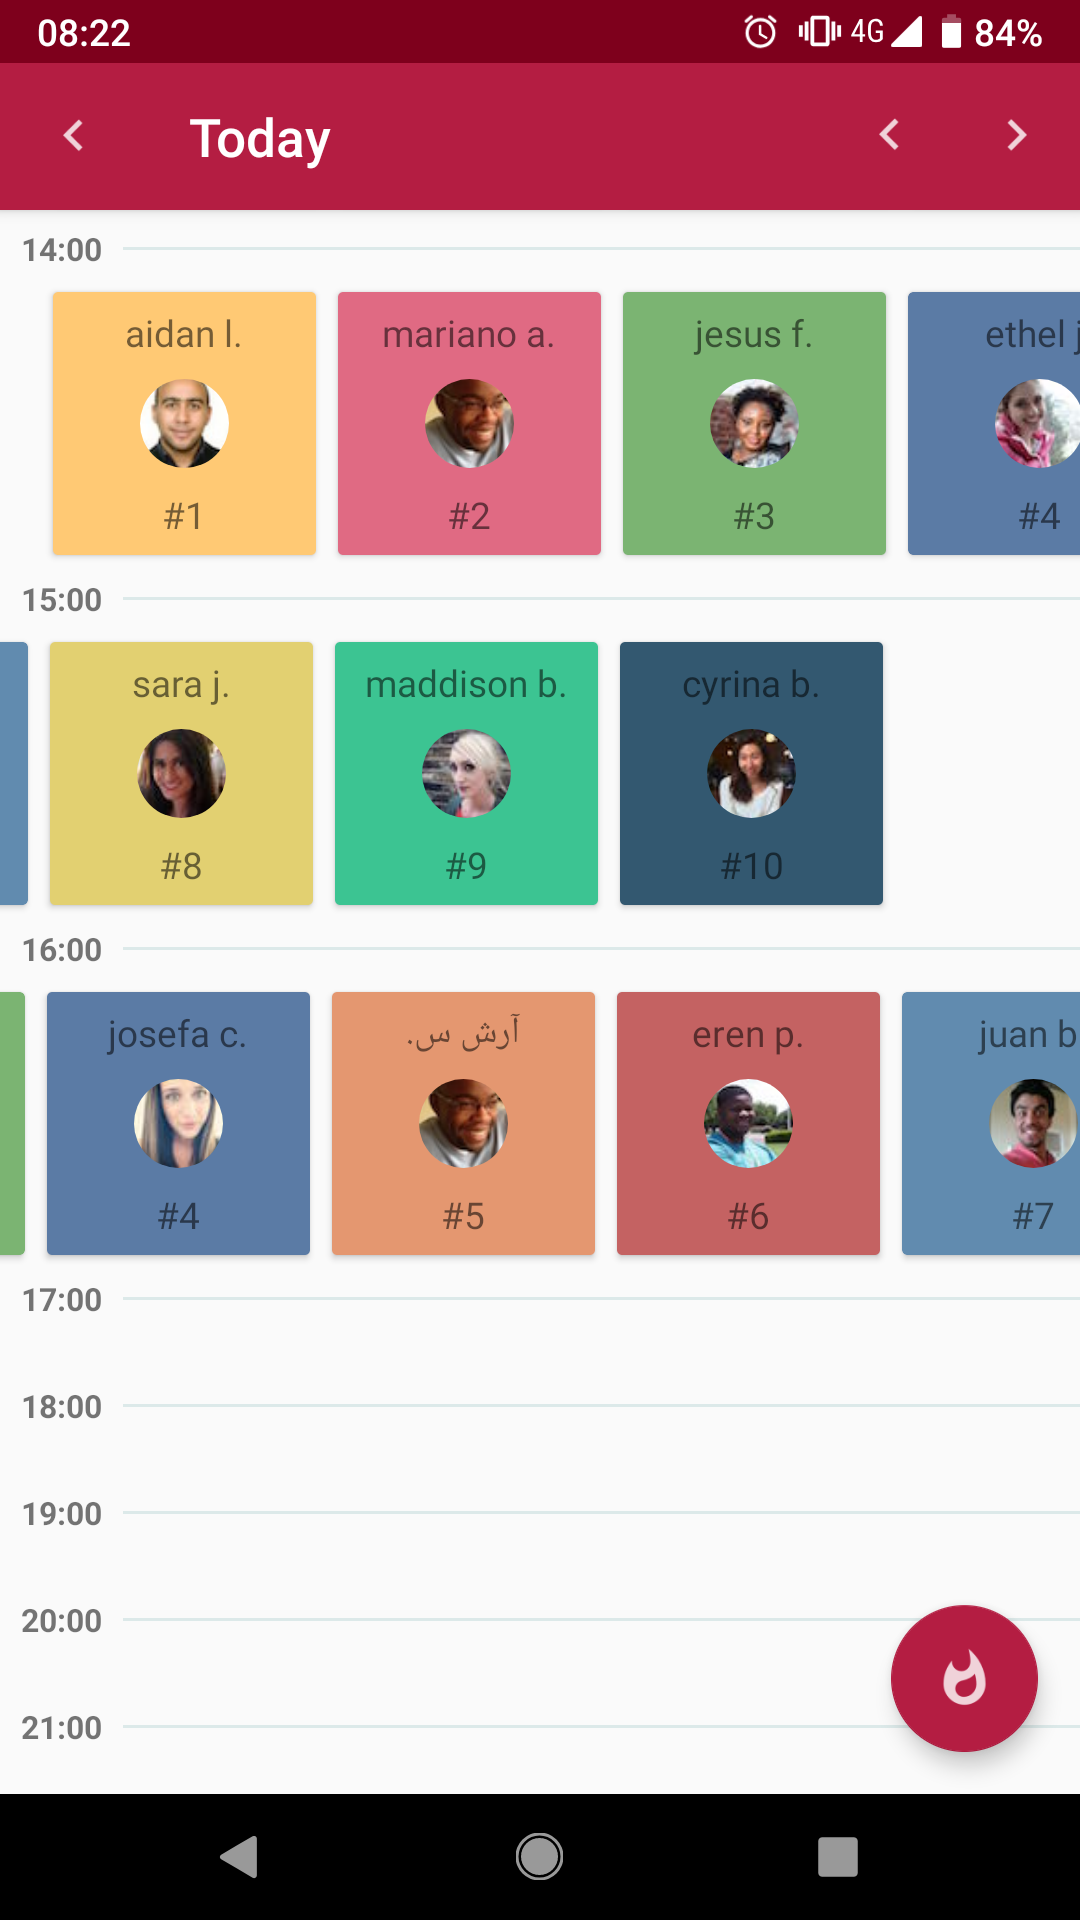 08:22 4G 84%
Today
14:00
aidan l. mariano a. jesus f. ethel j
#1 #2 #3 #4
15:00
sara j. maddison b. cyrina b.
#8 #9 #10
16:00
josefa c. آرش س. eren p. juan b
#4 #5 #6 #7
17:00
18:00
19:00
20:00
21:00